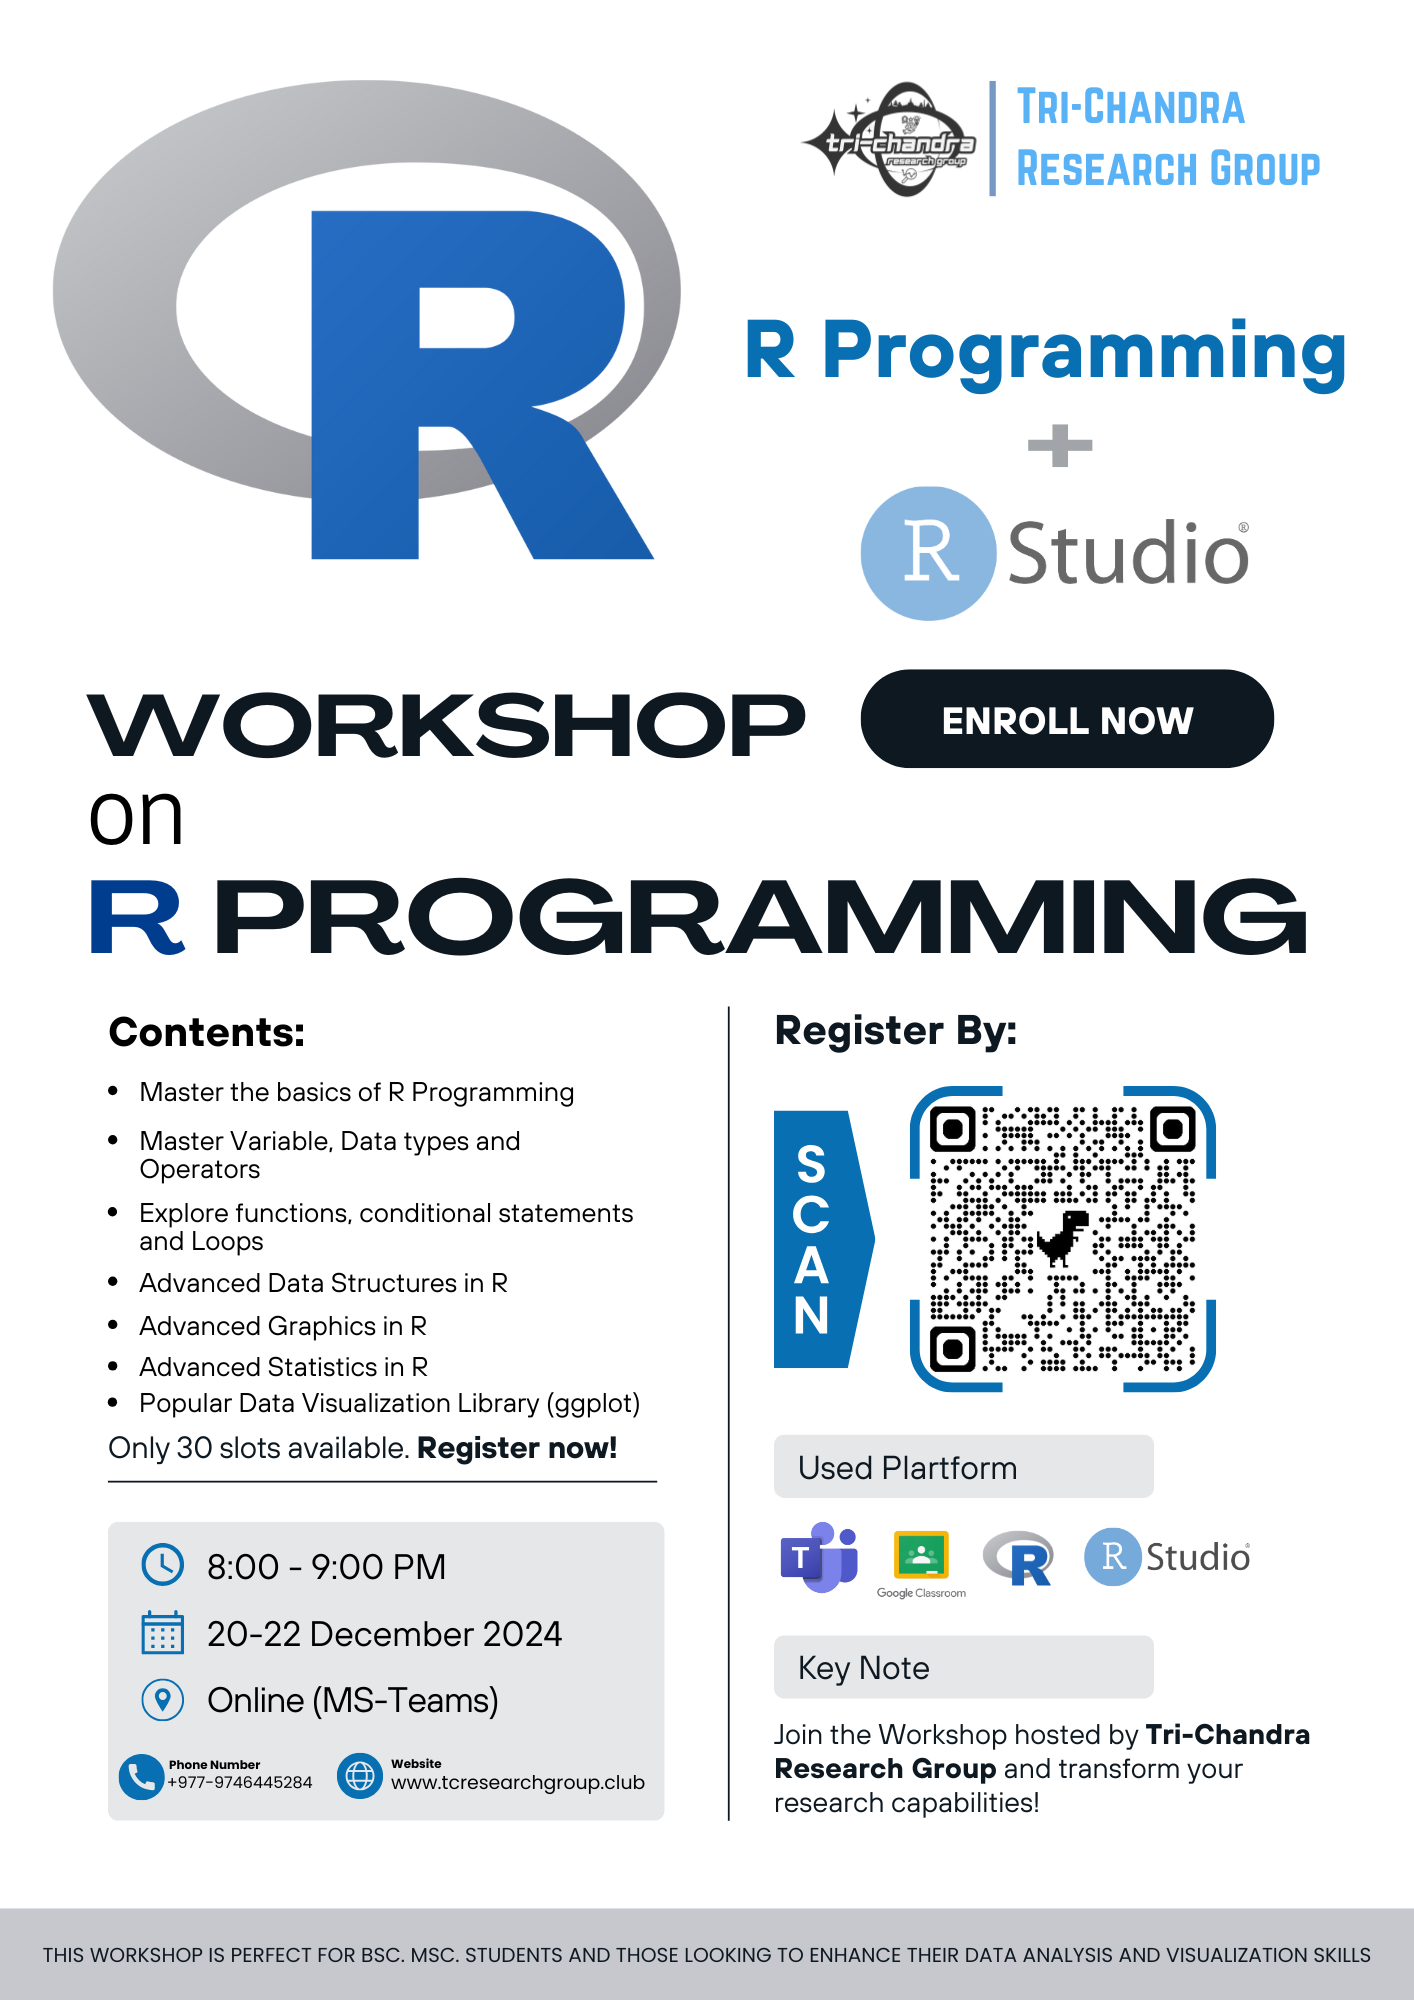 tri-chandra
research group
TRI-CHANDRA
RESEARCH GROUP
R
R Programming
+
R Studio®
WORKSHOP
ENROLL NOW
on
R PROGRAMMING
Contents:
• Master the basics of R Programming
• Master Variable, Data types and
Operators
• Explore functions, conditional statements
and Loops
• Advanced Data Structures in R
• Advanced Graphics in R
• Advanced Statistics in R
• Popular Data Visualization Library (ggplot)
Only 30 slots available. Register now!
8:00 - 9:00 PM
20-22 December 2024
Online (MS-Teams)
Phone Number
+977-9746445284
Website
www.tcresearchgroup.club
Register By:
SCAN
Used Plartform
T
Google Classroom
R
R Studio®
Key Note
Join the Workshop hosted by Tri-Chandra
Research Group and transform your
research capabilities!
THIS WORKSHOP IS PERFECT FOR BSC. MSC. STUDENTS AND THOSE LOOKING TO ENHANCE THEIR DATA ANALYSIS AND VISUALIZATION SKILLS